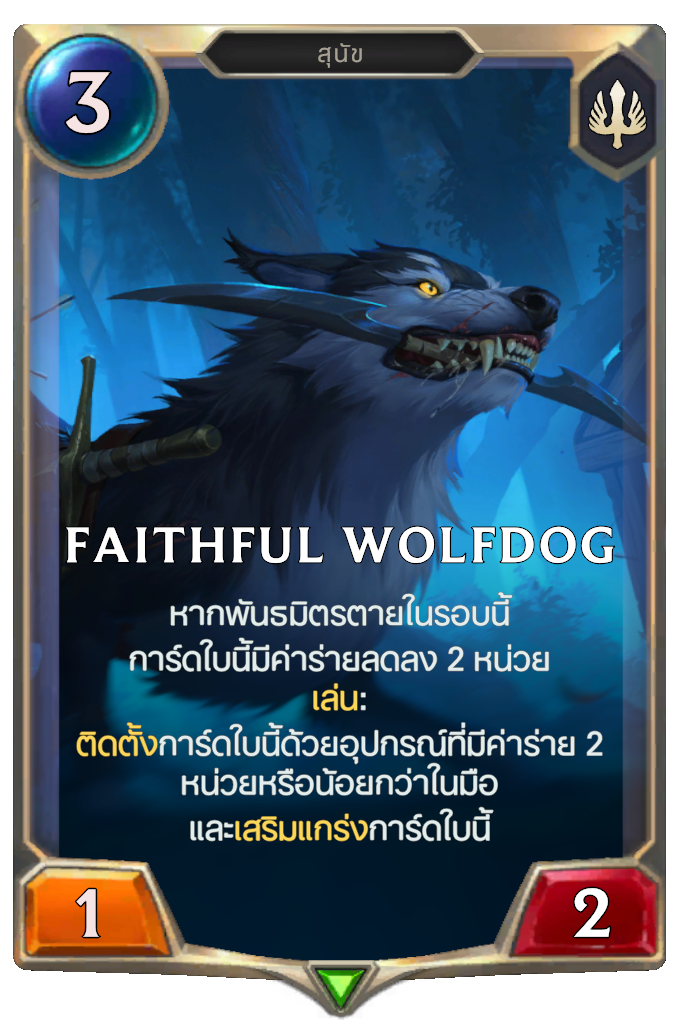 3
สุนัข
FAITHFUL WOLFDOG
หากพันธมิตรตายในรอบนี้
การ์ดใบนี้มีค่าร่ายลดลง 2 หน่วย
เล่น:
ติดตั้งการ์ดใบนี้ด้วยอุปกรณ์ที่มีค่าร่าย 2
หน่วยหรือน้อยกว่าในมือ
และเสริมแกร่งการ์ดใบนี้
1
2